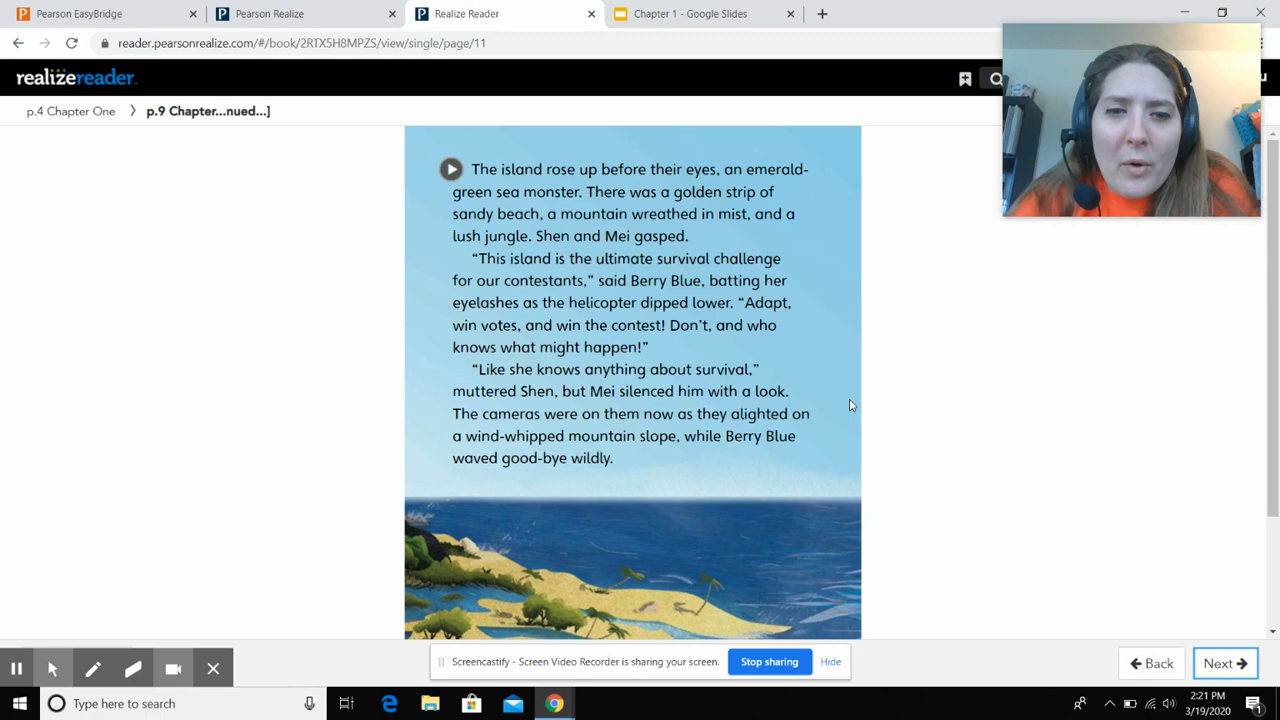 Pearson EasyBridge
Pearson Realize
Realize Reader
Chapter 1 - Google Slides
reader.pearsonrealize.com/#/book/2RTX5H8MPZS/view/single/page/11
realizereader
p.4 Chapter One
p.9 Chapter...nued...]
The island rose up before their eyes, an emerald-
green sea monster. There was a golden strip of
sandy beach, a mountain wreathed in mist, and a
lush jungle. Shen and Mei gasped.
“This island is the ultimate survival challenge
for our contestants,” said Berry Blue, batting her
eyelashes as the helicopter dipped lower. “Adapt,
win votes, and win the contest! Don’t, and who
knows what might happen!”
“Like she knows anything about survival,”
muttered Shen, but Mei silenced him with a look.
The cameras were on them now as they alighted on
a wind-whipped mountain slope, while Berry Blue
waved good-bye wildly.
Screencastify - Screen Video Recorder is sharing your screen.
Stop sharing
Hide
Back
Next
Type here to search
2:21 PM
3/19/2020
1